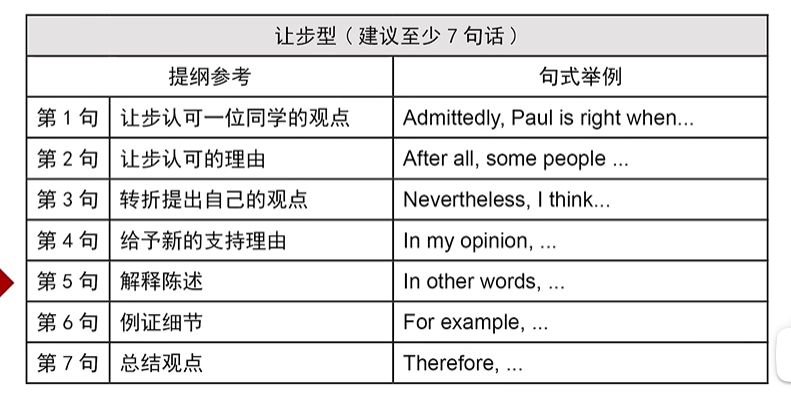 让步型（建议至少 7 句话）
提纲参考 句式举例
第 1 句 让步认可一位同学的观点 Admittedly, Paul is right when...
第 2 句 让步认可的理由 After all, some people ...
第 3 句 转折提出自己的观点 Nevertheless, I think...
第 4 句 给予新的支持理由 In my opinion, ...
第 5 句 解释陈述 In other words, ...
第 6 句 例证细节 For example, ...
第 7 句 总结观点 Therefore, ...